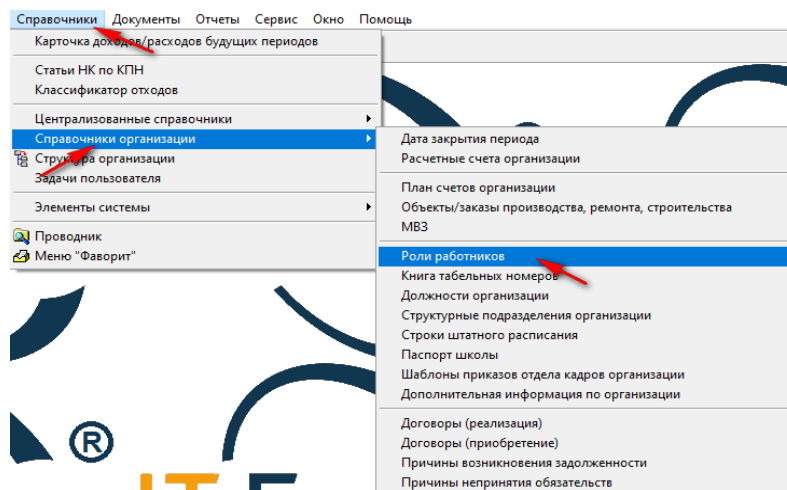 Справочники Документы Отчеты Сервис Окно Помощь
Карточка доходов/расходов будущих периодов
Статьи НК по КПН
Классификатор отходов
Централизованные справочники
Справочники организации
Структура организации
Задачи пользователя
Элементы системы
Проводник
Меню "Фаворит"
Дата закрытия периода
Расчетные счета организации
План счетов организации
Объекты/заказы производства, ремонта, строительства
МВЗ
Роли работников
Книга табельных номеров
Должности организации
Структурные подразделения организации
Строки штатного расписания
Паспорт школы
Шаблоны приказов отдела кадров организации
Дополнительная информация по организации
Договоры (реализация)
Договоры (приобретение)
Причины возникновения задолженности
Причины непринятия обязательств
®